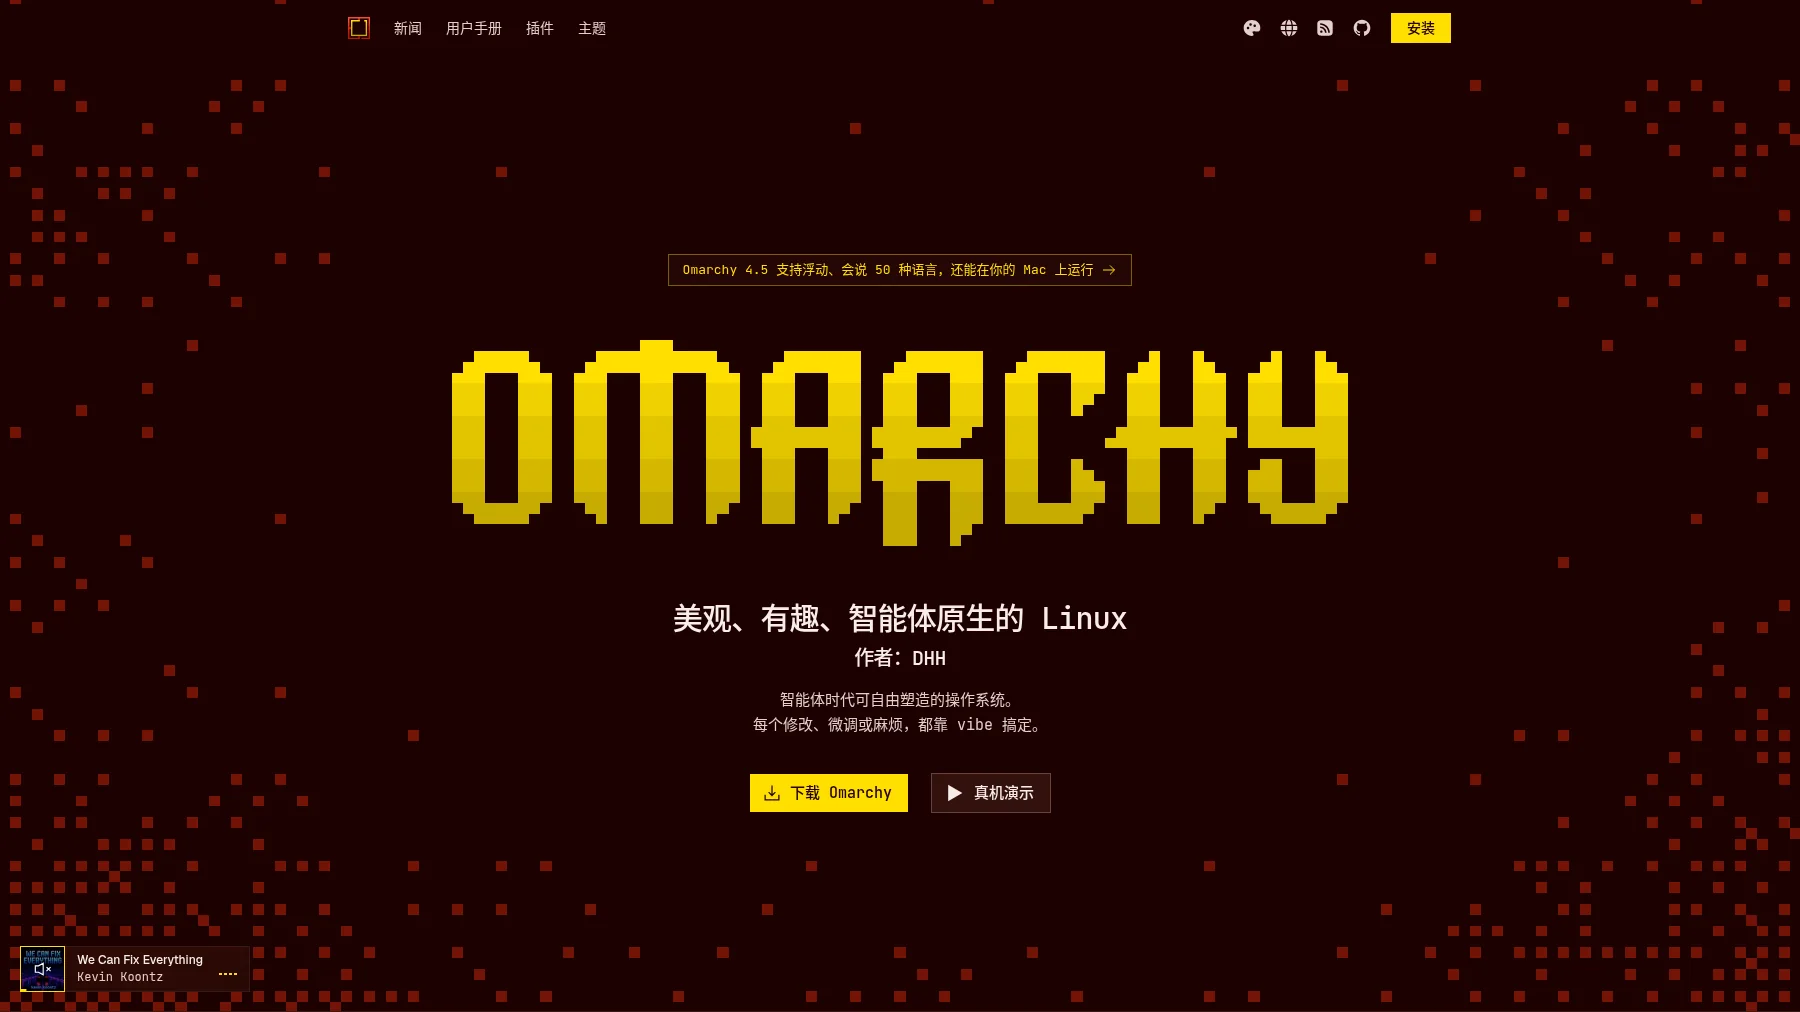 新闻
用户手册
插件
主题
安装
Omarchy 4.5 支持浮动、会说 50 种语言，还能在你的 Mac 上运行 →
OMARCHY
美观、有趣、智能体原生的 Linux
作者：DHH
智能体时代可自由塑造的操作系统。
每个修改、微调或麻烦，都靠 vibe 搞定。
下载 Omarchy
真机演示
WE CAN FIX
EVERYTHING
We Can Fix Everything
Kevin Koontz